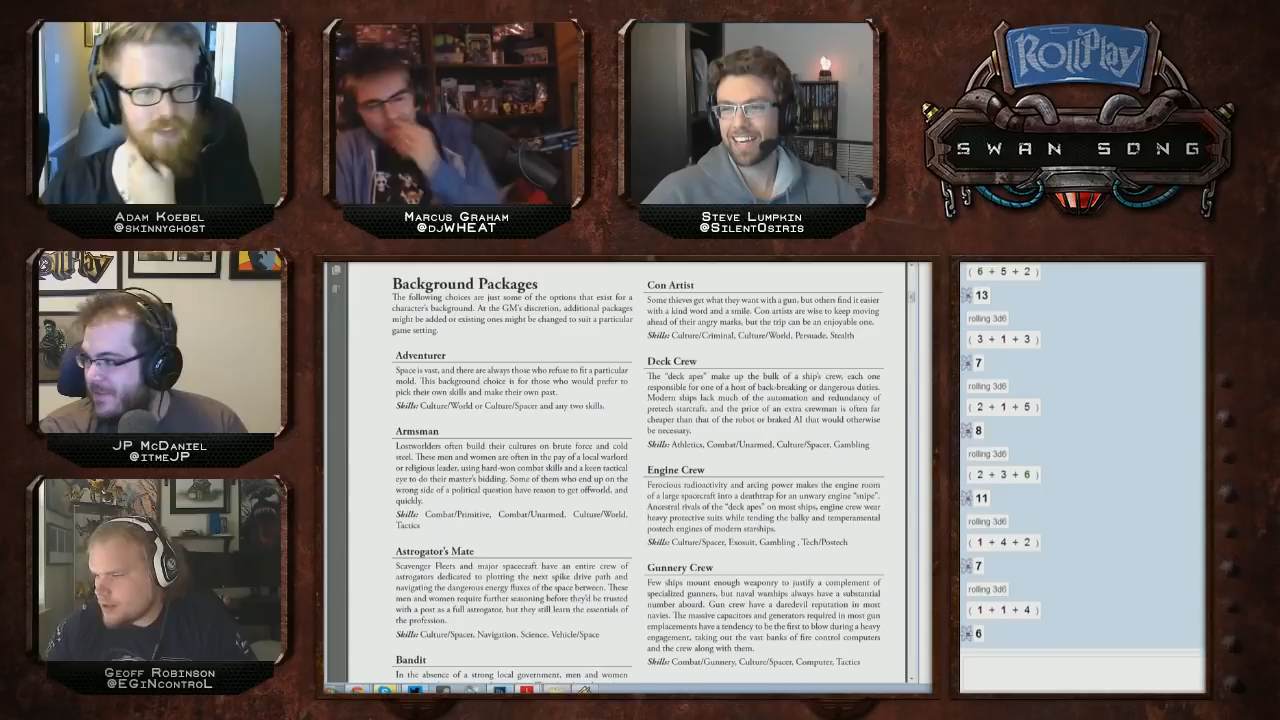 Adam Koebel
@skinnyghost
Marcus Graham
@djWHEAT
Steve Lumpkin
@SilentOsiris
RollPlay
SWAN SONG
JP McDaniel
@itmeJP
Geoff Robinson
@EGiNcontroL
Background Packages
The following choices are just some of the options that exist for a
character's background. At the GM's discretion, additional packages
might be added or existing ones might be changed to suit a particular
game setting.
Adventurer
Space is vast, and there are always those who refuse to fit a particular
mold. This background choice is for those who would prefer to
pick their own skills and make their own past.
Skills: Culture/World or Culture/Spacer and any two skills.
Armsman
Lostworlders often build their cultures on brute force and cold
steel. These men and women are often in the pay of a local warlord
or religious leader, using hard-won combat skills and a keen tactical
eye to do their master's bidding. Some of them who end up on the
wrong side of a political question have reason to get offworld, and
quickly.
Skills: Combat/Primitive, Combat/Unarmed, Culture/World,
Tactics
Astrogator's Mate
Scavenger Fleets and major spacecraft have an entire crew of
astrogators dedicated to plotting the next spike drive path and
navigating the dangerous energy fluxes of the space between. These
men and women require further seasoning before they'd be trusted
with a post as a full astrogator, but they still learn the essentials of
the profession.
Skills: Culture/Spacer, Navigation, Science, Vehicle/Space
Bandit
In the absence of a strong local government, men and women
Con Artist
Some thieves get what they want with a gun, but others find it easier
with a kind word and a smile. Con artists are wise to keep moving
ahead of their angry marks, but the trip can be an enjoyable one.
Skills: Culture/Criminal, Culture/World, Persuade, Stealth
Deck Crew
The "deck apes" make up the bulk of a ship's crew, each one
responsible for one of a host of back-breaking or dangerous duties.
Modern ships lack much of the automation and redundancy of
pretech starcraft, and the price of an extra crewman is often far
cheaper than that of the robot or braked AI that would otherwise
be necessary.
Skills: Athletics, Combat/Unarmed, Culture/Spacer, Gambling
Engine Crew
Ferocious radioactivity and arcing power makes the engine room
of a large spacecraft into a deathtrap for an unwary engine "snipe".
Ancestral rivals of the "deck apes" on most ships, engine crew wear
heavy protective suits while tending the balky and temperamental
postech engines of modern starships.
Skills: Culture/Spacer, Exosuit, Gambling , Tech/Postech
Gunnery Crew
Few ships mount enough weaponry to justify a complement of
specialized gunners, but naval warships always have a substantial
number aboard. Gun crew have a daredevil reputation in most
navies. The massive capacitors and generators required in most gun
emplacements have a tendency to be the first to blow during a heavy
engagement, taking out the vast banks of fire control computers
and the crew along with them.
Skills: Combat/Gunnery, Culture/Spacer, Computer, Tactics
( 6 + 5 + 2 )
= 13
rolling 3d6
( 3 + 1 + 3 )
= 7
rolling 3d6
( 2 + 1 + 5 )
= 8
rolling 3d6
( 2 + 3 + 6 )
= 11
rolling 3d6
( 1 + 4 + 2 )
= 7
rolling 3d6
( 1 + 1 + 4 )
= 6